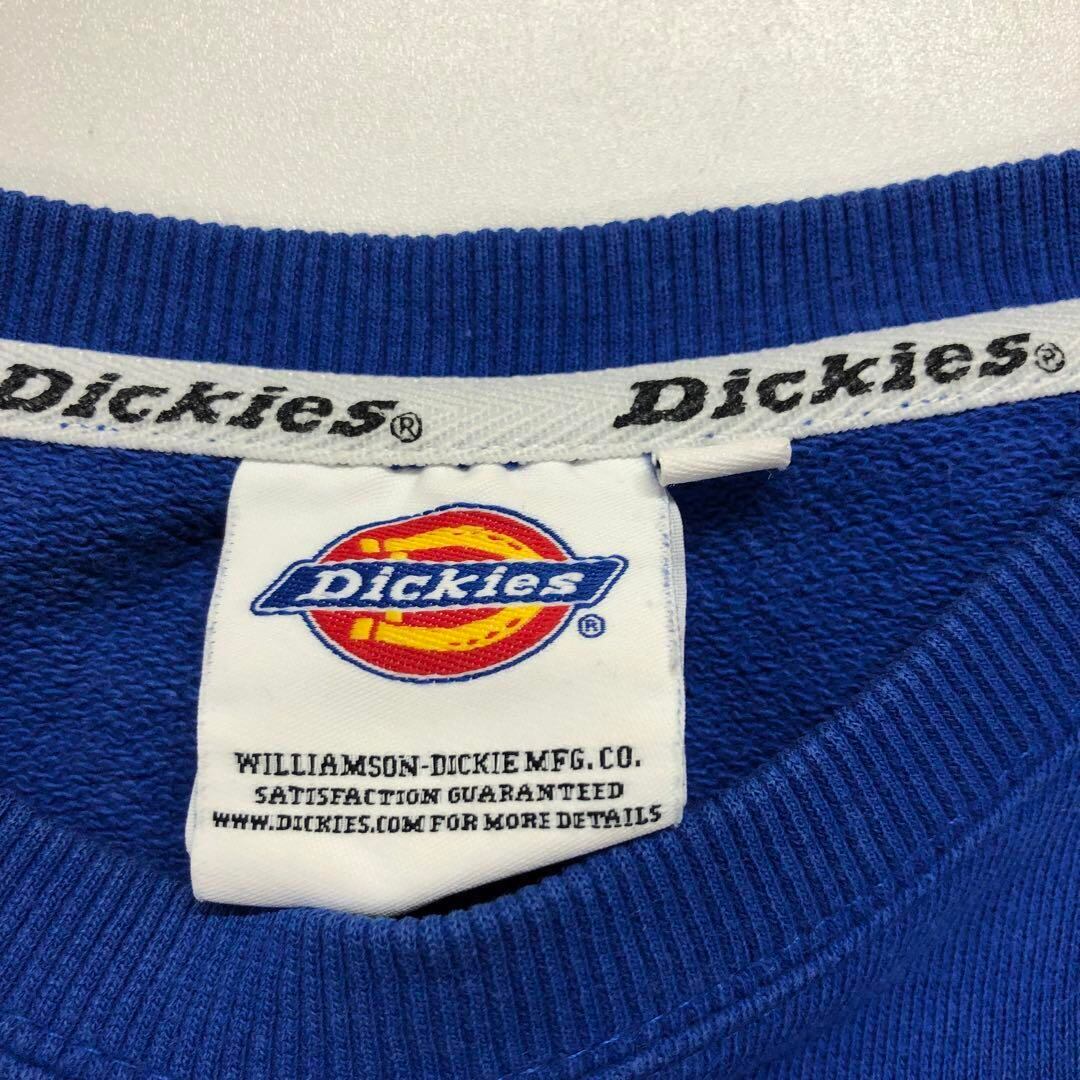 Dickies® Dickies®
Dickies
®
WILLIAMSON-DICKIE MFG. CO.
SATISFACTION GUARANTEED
WWW.DICKIES.COM FOR MORE DETAILS